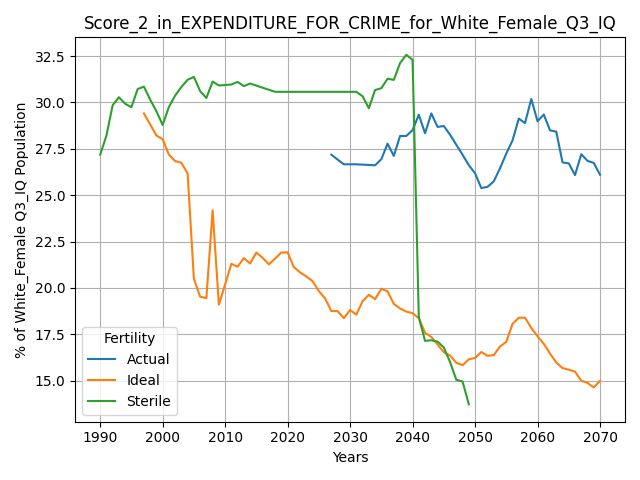 Score_2_in_EXPENDITURE_FOR_CRIME_for_White_Female_Q3_IQ
% of White_Female Q3_IQ Population
32.5
30.0
27.5
25.0
22.5
20.0
17.5
15.0
Fertility
Actual
Ideal
Sterile
1990 2000 2010 2020 2030 2040 2050 2060 2070
Years